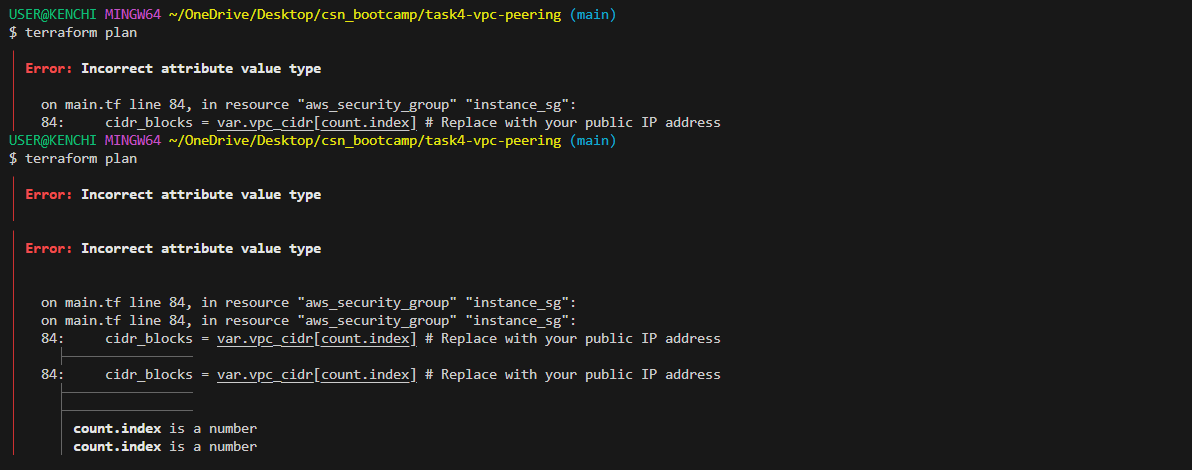 USER@KENCHI MINGW64 ~/OneDrive/Desktop/csn_bootcamp/task4-vpc-peering (main)
$ terraform plan
Error: Incorrect attribute value type
on main.tf line 84, in resource "aws_security_group" "instance_sg":
84: cidr_blocks = var.vpc_cidr[count.index] # Replace with your public IP address
USER@KENCHI MINGW64 ~/OneDrive/Desktop/csn_bootcamp/task4-vpc-peering (main)
$ terraform plan
Error: Incorrect attribute value type
Error: Incorrect attribute value type
on main.tf line 84, in resource "aws_security_group" "instance_sg":
on main.tf line 84, in resource "aws_security_group" "instance_sg":
84: cidr_blocks = var.vpc_cidr[count.index] # Replace with your public IP address
84: cidr_blocks = var.vpc_cidr[count.index] # Replace with your public IP address
count.index is a number
count.index is a number